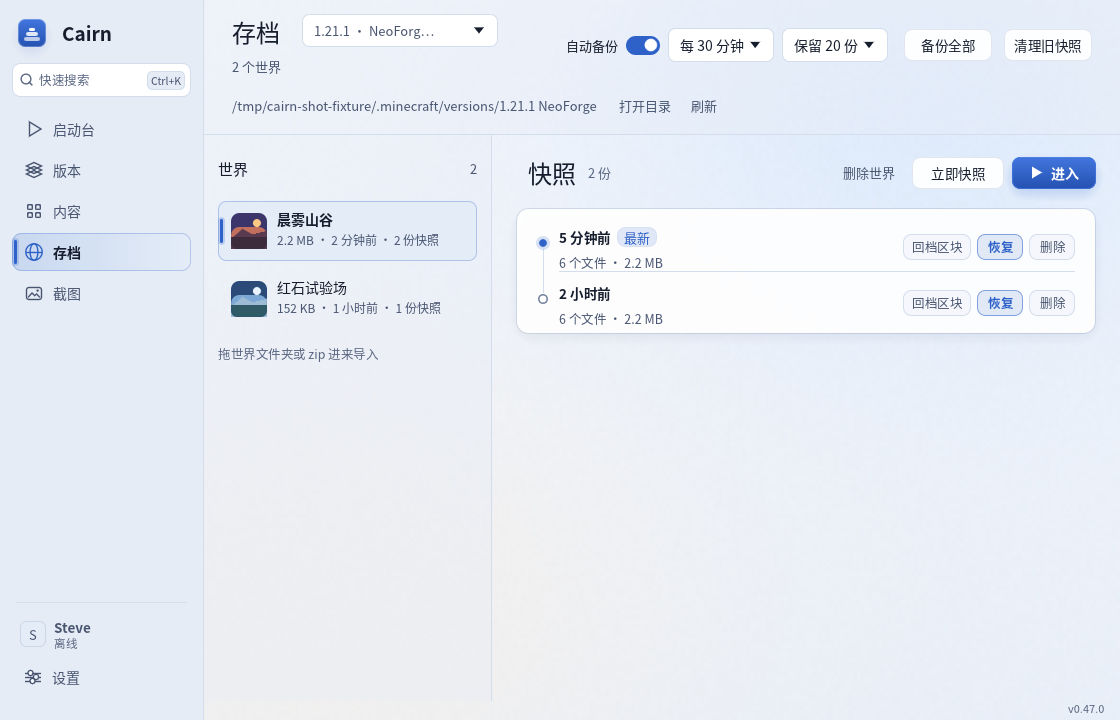 Cairn
快速搜索 Ctrl+K
启动台
版本
内容
存档
截图
S Steve
离线
设置
存档 1.21.1 · NeoForg…
2 个世界
自动备份 每 30 分钟 保留 20 份 备份全部 清理旧快照
/tmp/cairn-shot-fixture/.minecraft/versions/1.21.1 NeoForge 打开目录 刷新
世界 2
晨雾山谷
2.2 MB · 2 分钟前 · 2 份快照
红石试验场
152 KB · 1 小时前 · 1 份快照
拖世界文件夹或 zip 进来导入
快照 2 份 删除世界 立即快照 进入
5 分钟前 最新
6 个文件 · 2.2 MB
回档区块 恢复 删除
2 小时前
6 个文件 · 2.2 MB
回档区块 恢复 删除
v0.47.0